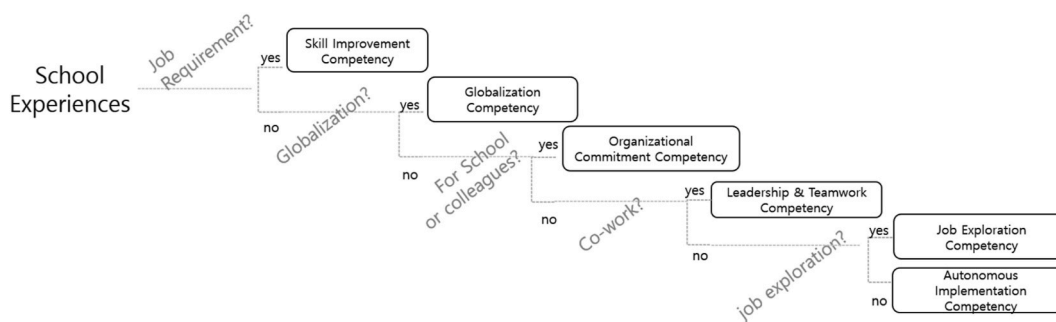 School
Experiences
Job
Requirement?
yes
Skill Improvement
Competency
no
Globalization?
yes
Globalization
Competency
no
For School
or colleagues?
yes
Organizational
Commitment Competency
no
Co-work?
yes
Leadership & Teamwork
Competency
no
job exploration?
yes
Job Exploration
Competency
no
Autonomous
Implementation
Competency